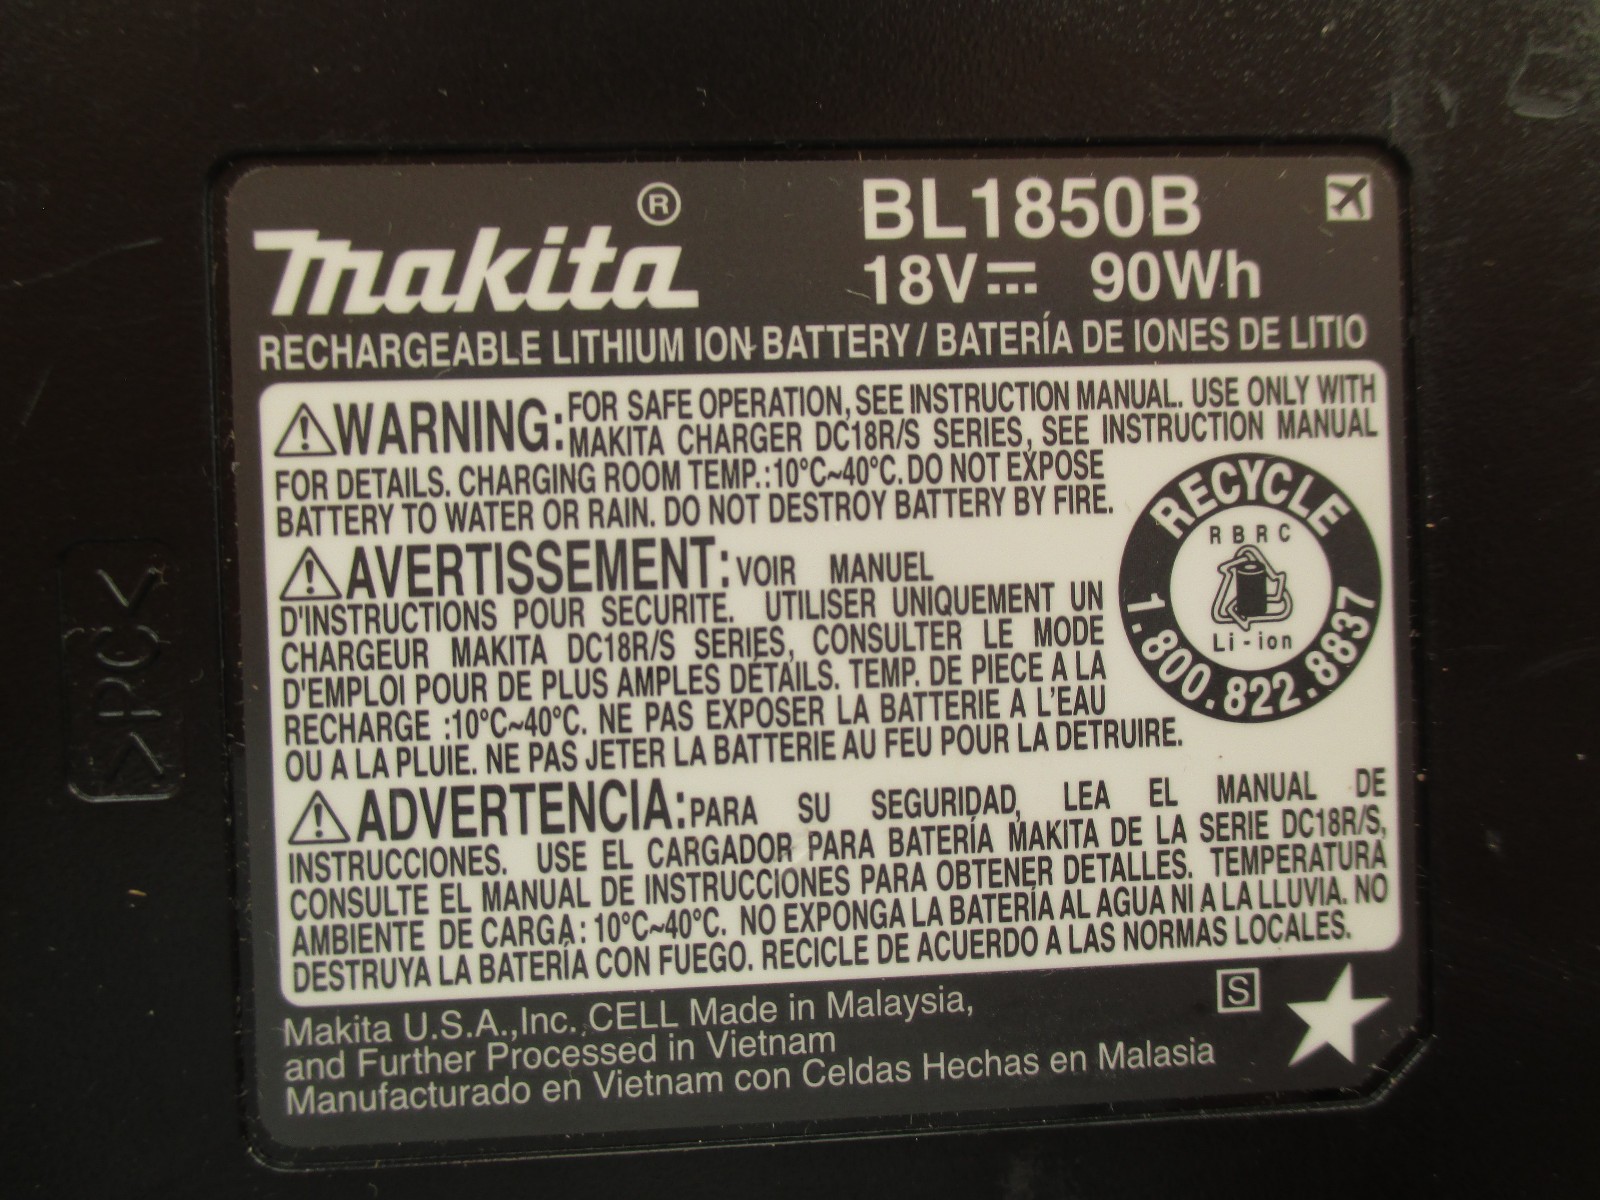 makita®
BL1850B
18V⎓ 90Wh
RECHARGEABLE LITHIUM ION BATTERY / BATERÍA DE IONES DE LITIO
WARNING: FOR SAFE OPERATION, SEE INSTRUCTION MANUAL. USE ONLY WITH
MAKITA CHARGER DC18R/S SERIES, SEE INSTRUCTION MANUAL
FOR DETAILS. CHARGING ROOM TEMP.:10°C~40°C. DO NOT EXPOSE
BATTERY TO WATER OR RAIN. DO NOT DESTROY BATTERY BY FIRE.
AVERTISSEMENT: VOIR MANUEL
D'INSTRUCTIONS POUR SECURITE. UTILISER UNIQUEMENT UN
CHARGEUR MAKITA DC18R/S SERIES, CONSULTER LE MODE
D'EMPLOI POUR DE PLUS AMPLES DÉTAILS. TEMP. DE PIECE A LA
RECHARGE :10°C~40°C. NE PAS EXPOSER LA BATTERIE A L'EAU
OU A LA PLUIE. NE PAS JETER LA BATTERIE AU FEU POUR LA DETRUIRE.
RECYCLE
RBRC
Li-ion
1.800.822.8837
ADVERTENCIA: PARA SU SEGURIDAD, LEA EL MANUAL DE
INSTRUCCIONES. USE EL CARGADOR PARA BATERÍA MAKITA DE LA SERIE DC18R/S,
CONSULTE EL MANUAL DE INSTRUCCIONES PARA OBTENER DETALLES. TEMPERATURA
AMBIENTE DE CARGA: 10°C~40°C. NO EXPONGA LA BATERÍA AL AGUA NI A LA LLUVIA. NO
DESTRUYA LA BATERÍA CON FUEGO. RECICLE DE ACUERDO A LAS NORMAS LOCALES.
Makita U.S.A.,Inc. CELL Made in Malaysia,
and Further Processed in Vietnam
Manufacturado en Vietnam con Celdas Hechas en Malasia
S
>PC<